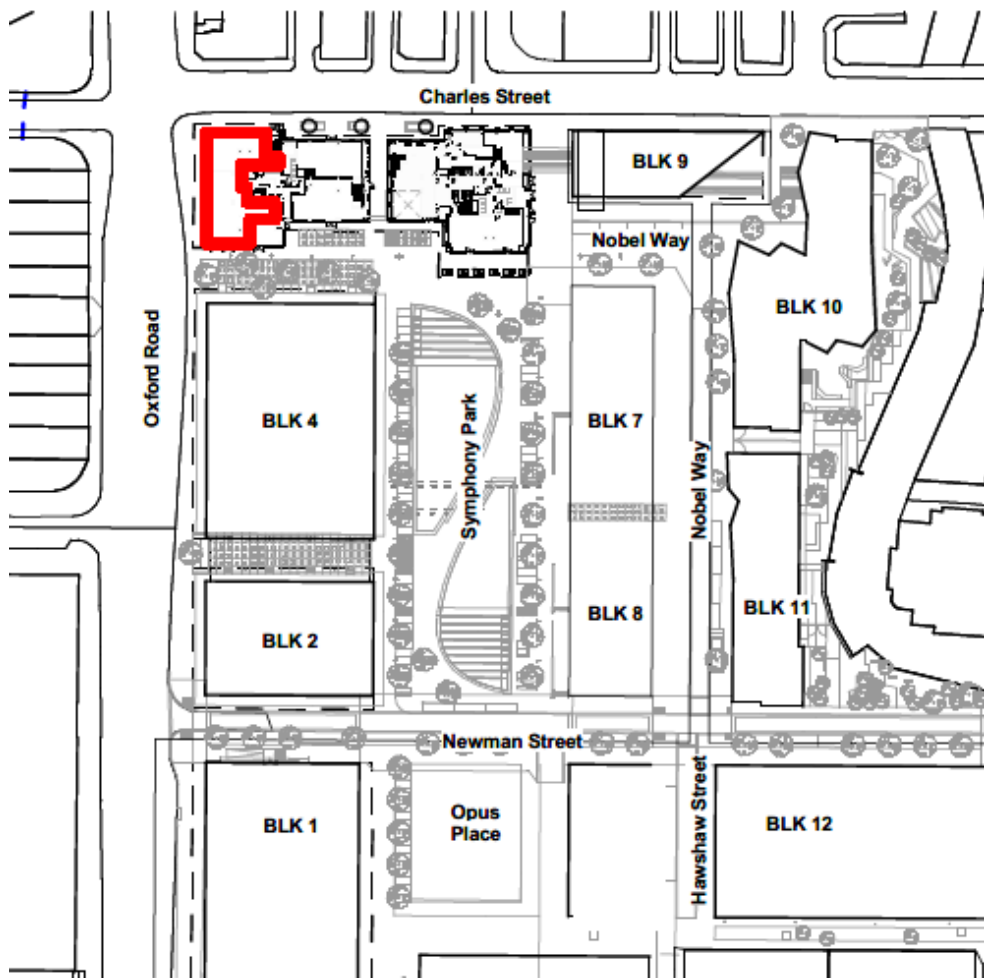 Charles Street
BLK 9
Nobel Way
BLK 10
Oxford Road
BLK 4
Symphony Park
BLK 7
Nobel Way
BLK 2
BLK 8
BLK 11
Newman Street
BLK 1
Opus
Place
Hawshaw Street
BLK 12